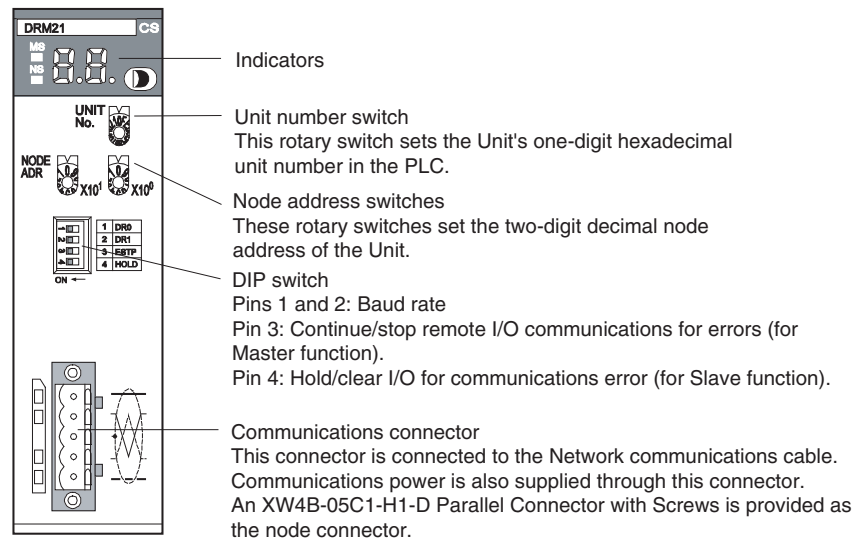 DRM21 CS
MS
NS
8.8.
Indicators
UNIT
No.
Unit number switch
This rotary switch sets the Unit's one-digit hexadecimal
unit number in the PLC.
NODE
ADR
X10¹
X10⁰
Node address switches
These rotary switches set the two-digit decimal node
address of the Unit.
1 DR0
2 DR1
3 ESTP
4 HOLD
1
2
3
4
ON ←
DIP switch
Pins 1 and 2: Baud rate
Pin 3: Continue/stop remote I/O communications for errors (for
Master function).
Pin 4: Hold/clear I/O for communications error (for Slave function).
Communications connector
This connector is connected to the Network communications cable.
Communications power is also supplied through this connector.
An XW4B-05C1-H1-D Parallel Connector with Screws is provided as
the node connector.